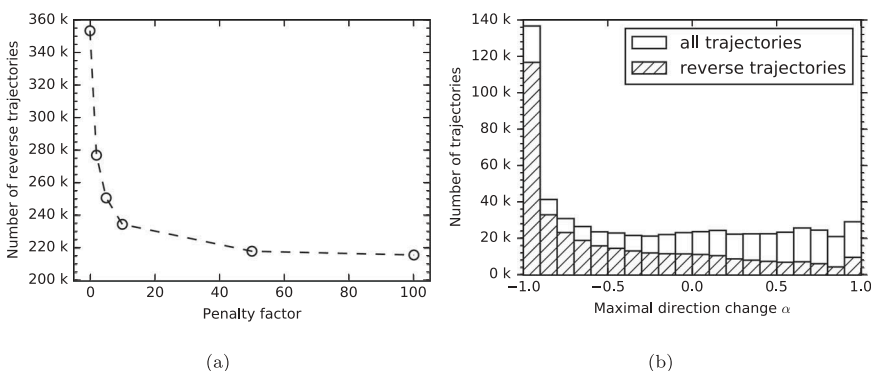 360 k
340 k
320 k
300 k
280 k
260 k
240 k
220 k
200 k
Number of reverse trajectories
0 20 40 60 80 100
Penalty factor
(a)
140 k
120 k
100 k
80 k
60 k
40 k
20 k
0 k
Number of trajectories
all trajectories
reverse trajectories
−1.0 −0.5 0.0 0.5 1.0
Maximal direction change α
(b)